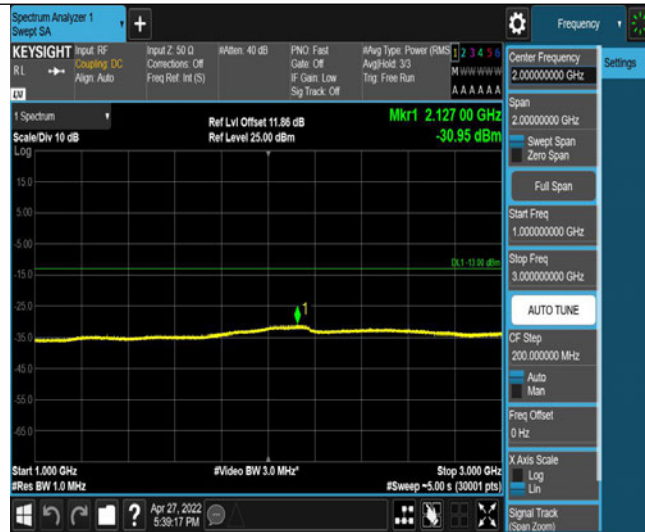 Spectrum Analyzer 1
Swept SA
Frequency
KEYSIGHT
RL
Input: RF
Coupling: DC
Align: Auto
Input Z: 50 Ω
Corrections: Off
Freq Ref: Int (S)
#Atten: 40 dB
PNO: Fast
Gate: Off
IF Gain: Low
Sig Track: Off
#Avg Type: Power (RMS
Avg|Hold: 3/3
Trig: Free Run
1 2 3 4 5 6
M W W W W W
A A A A A A
LXI
1 Spectrum
Scale/Div 10 dB
Log
Ref Lvl Offset 11.86 dB
Ref Level 25.00 dBm
Mkr1 2.127 00 GHz
-30.95 dBm
15.0
5.00
-5.00
DL1 -13.00 dBm
-15.0
1
-25.0
-35.0
-45.0
-55.0
-65.0
Start 1.000 GHz
#Res BW 1.0 MHz
#Video BW 3.0 MHz*
Stop 3.000 GHz
#Sweep ~5.00 s (30001 pts)
?
Apr 27, 2022
5:39:17 PM
Center Frequency
2.000000000 GHz
Settings
Span
2.00000000 GHz
Swept Span
Zero Span
Full Span
Start Freq
1.000000000 GHz
Stop Freq
3.000000000 GHz
AUTO TUNE
CF Step
200.000000 MHz
Auto
Man
Freq Offset
0 Hz
X Axis Scale
Log
Lin
Signal Track
(Span Zoom)